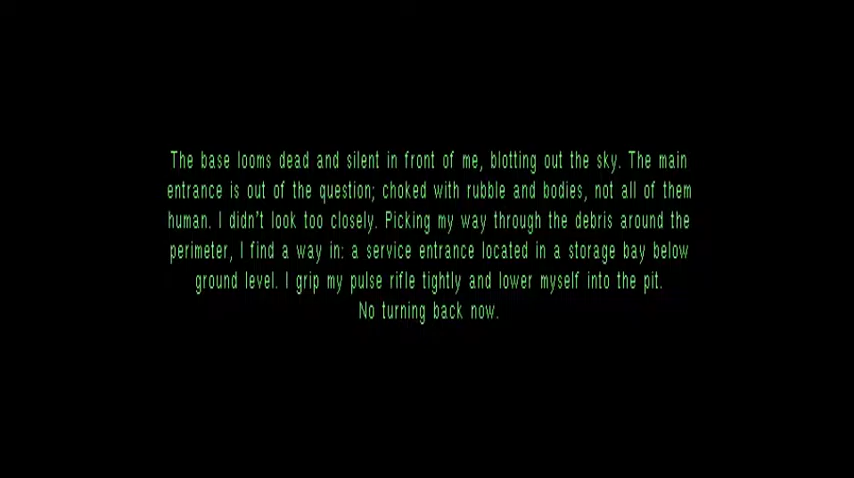 The base looms dead and silent in front of me, blotting out the sky. The main
entrance is out of the question; choked with rubble and bodies, not all of them
human. I didn't look too closely. Picking my way through the debris around the
perimeter, I find a way in: a service entrance located in a storage bay below
ground level. I grip my pulse rifle tightly and lower myself into the pit.
No turning back now.